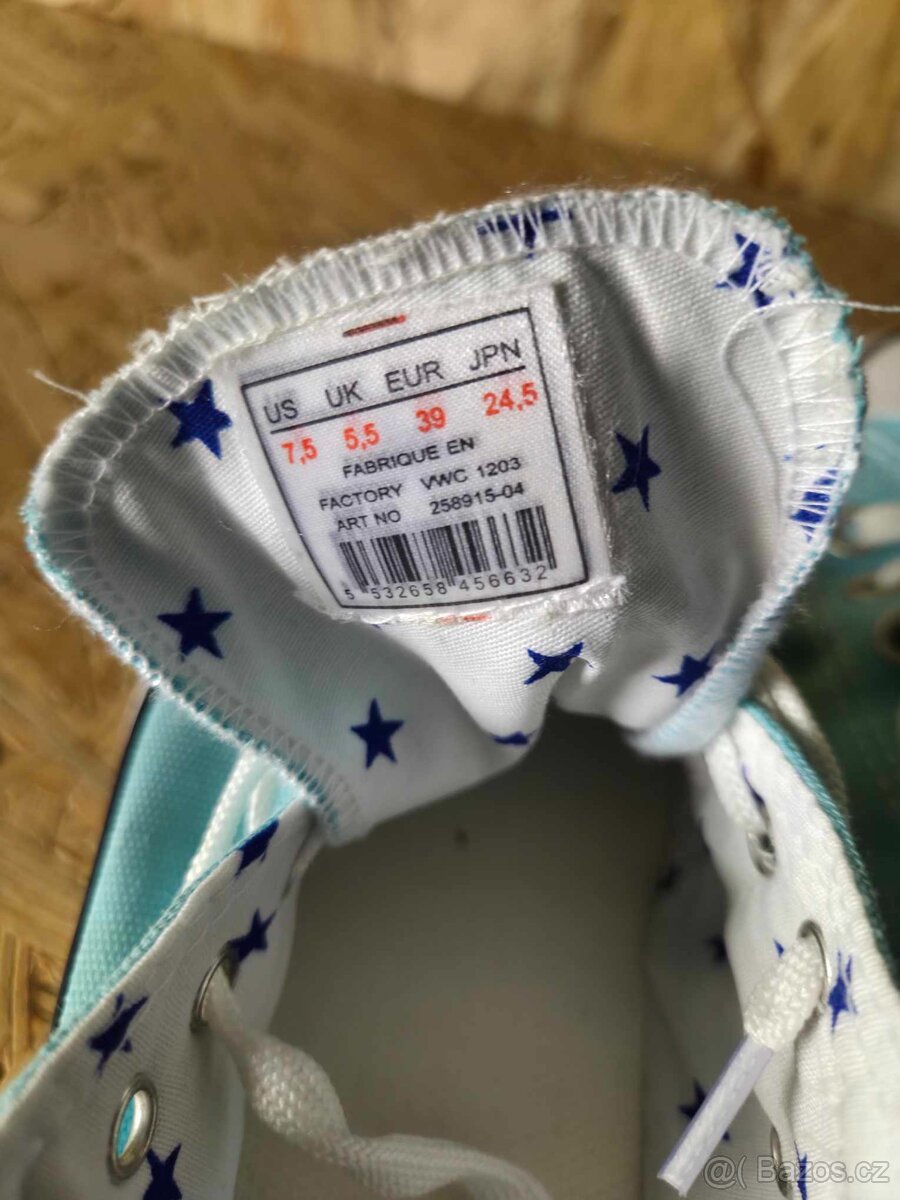 US UK EUR JPN
7,5 5,5 39 24,5
FABRIQUE EN
FACTORY VWC 1203
ART NO 258915-04
5 532658 456632
@( Bazos.cz